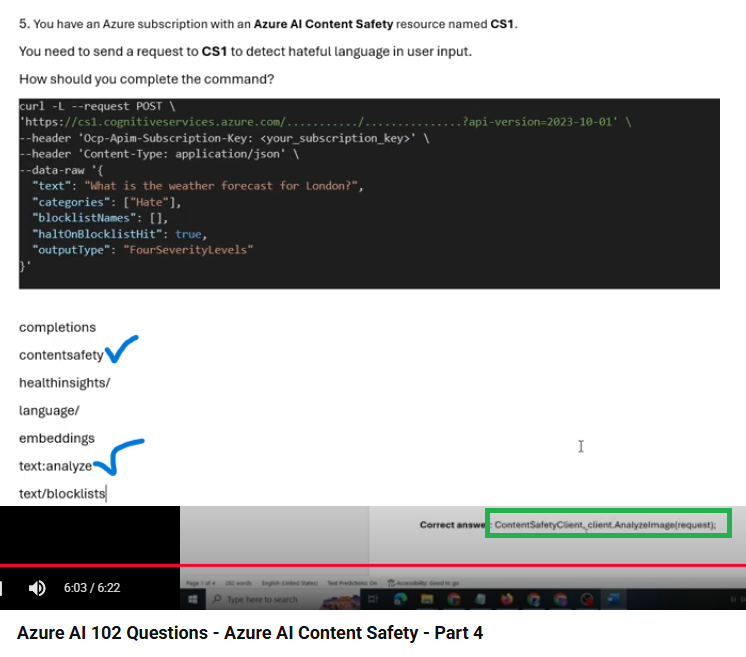 5. You have an Azure subscription with an Azure AI Content Safety resource named CS1.
You need to send a request to CS1 to detect hateful language in user input.
How should you complete the command?
curl -L --request POST \
'https://cs1.cognitiveservices.azure.com/.........../...............?api-version=2023-10-01' \
--header 'Ocp-Apim-Subscription-Key: <your_subscription_key>' \
--header 'Content-Type: application/json' \
--data-raw '{
"text": "What is the weather forecast for London?",
"categories": ["Hate"],
"blocklistNames": [],
"haltOnBlocklistHit": true,
"outputType": "FourSeverityLevels"
}'
completions
contentsafety
healthinsights/
language/
embeddings
text:analyze
text/blocklists
Correct answer: ContentSafetyClient, client.AnalyzeImage(request);
6:03 / 6:22
Page 1 of 4 282 words English (United States) Text Predictions: On Accessibility: Good to go
Type here to search
Azure AI 102 Questions - Azure AI Content Safety - Part 4